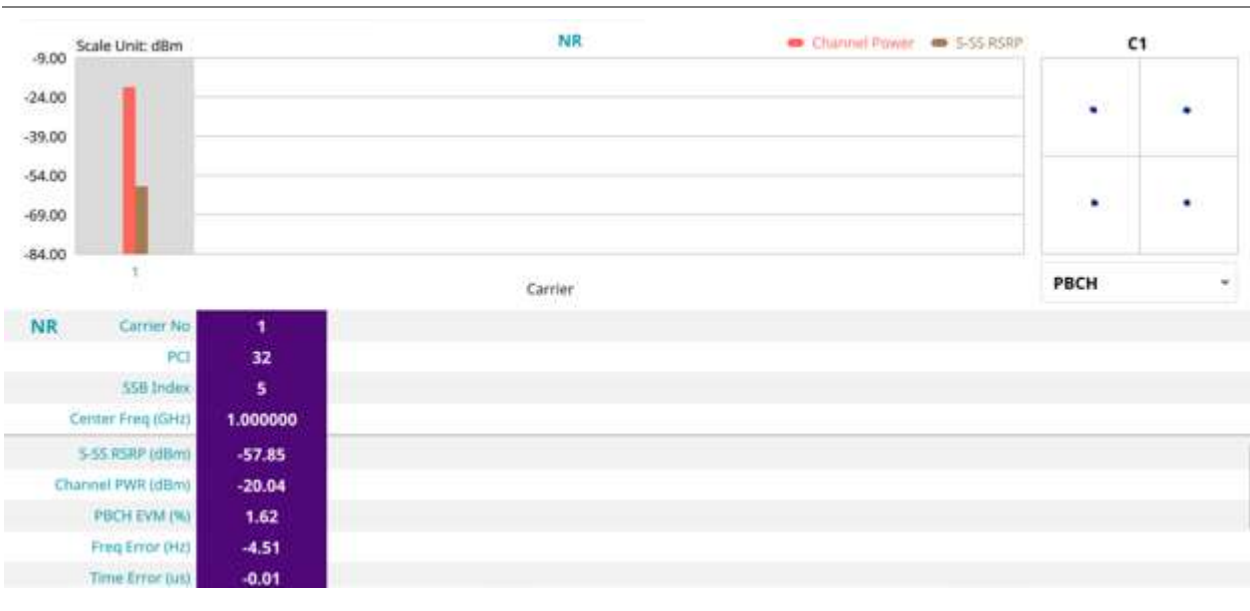 Scale Unit: dBm
NR
Channel Power
S-SS RSRP
C1
-9.00
-24.00
-39.00
-54.00
-69.00
-84.00
1
Carrier
PBCH
NR Carrier No 1
PCI 32
SSB Index 5
Center Freq (GHz) 1.000000
S-SS RSRP (dBm) -57.85
Channel PWR (dBm) -20.04
PBCH EVM (%) 1.62
Freq Error (Hz) -4.51
Time Error (us) -0.01